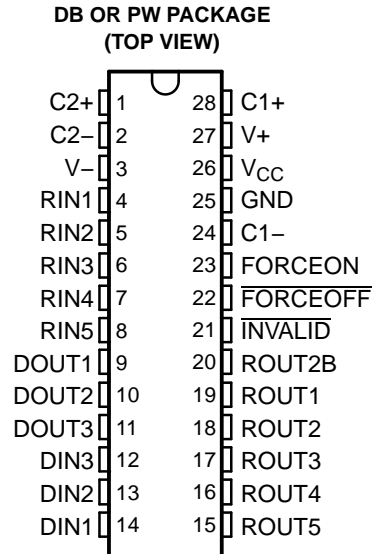 DB OR PW PACKAGE
(TOP VIEW)
C2+ 1 28 C1+
C2− 2 27 V+
V− 3 26 VCC
RIN1 4 25 GND
RIN2 5 24 C1−
RIN3 6 23 FORCEON
RIN4 7 22 FORCEOFF
RIN5 8 21 INVALID
DOUT1 9 20 ROUT2B
DOUT2 10 19 ROUT1
DOUT3 11 18 ROUT2
DIN3 12 17 ROUT3
DIN2 13 16 ROUT4
DIN1 14 15 ROUT5